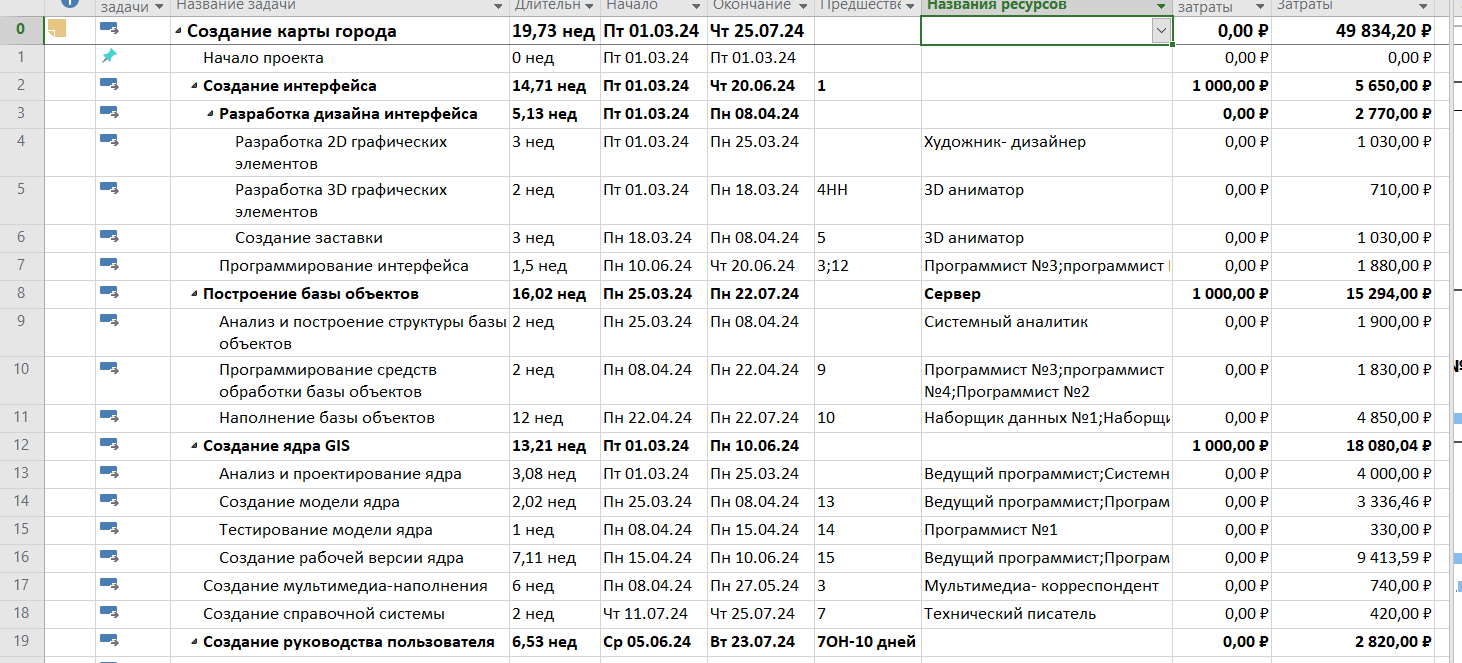 задачи Название задачи Длительн Начало Окончание Предшестве Названия ресурсов затраты Затраты
0 Создание карты города 19,73 нед Пт 01.03.24 Чт 25.07.24 0,00 ₽ 49 834,20 ₽
1 Начало проекта 0 нед Пт 01.03.24 Пт 01.03.24 0,00 ₽ 0,00 ₽
2 Создание интерфейса 14,71 нед Пт 01.03.24 Чт 20.06.24 1 1 000,00 ₽ 5 650,00 ₽
3 Разработка дизайна интерфейса 5,13 нед Пт 01.03.24 Пн 08.04.24 0,00 ₽ 2 770,00 ₽
4 Разработка 2D графических 3 нед Пт 01.03.24 Пн 25.03.24 Художник- дизайнер 0,00 ₽ 1 030,00 ₽
элементов
5 Разработка 3D графических 2 нед Пт 01.03.24 Пн 18.03.24 4НН 3D аниматор 0,00 ₽ 710,00 ₽
элементов
6 Создание заставки 3 нед Пн 18.03.24 Пн 08.04.24 5 3D аниматор 0,00 ₽ 1 030,00 ₽
7 Программирование интерфейса 1,5 нед Пн 10.06.24 Чт 20.06.24 3;12 Программист №3;программист 0,00 ₽ 1 880,00 ₽
8 Построение базы объектов 16,02 нед Пн 25.03.24 Пн 22.07.24 Сервер 1 000,00 ₽ 15 294,00 ₽
9 Анализ и построение структуры базы 2 нед Пн 25.03.24 Пн 08.04.24 Системный аналитик 0,00 ₽ 1 900,00 ₽
объектов
10 Программирование средств 2 нед Пн 08.04.24 Пн 22.04.24 9 Программист №3;программист 0,00 ₽ 1 830,00 ₽
обработки базы объектов №4;Программист №2
11 Наполнение базы объектов 12 нед Пн 22.04.24 Пн 22.07.24 10 Наборщик данных №1;Наборщи 0,00 ₽ 4 850,00 ₽
12 Создание ядра GIS 13,21 нед Пт 01.03.24 Пн 10.06.24 1 000,00 ₽ 18 080,04 ₽
13 Анализ и проектирование ядра 3,08 нед Пт 01.03.24 Пн 25.03.24 Ведущий программист;Системн 0,00 ₽ 4 000,00 ₽
14 Создание модели ядра 2,02 нед Пн 25.03.24 Пн 08.04.24 13 Ведущий программист;Програм 0,00 ₽ 3 336,46 ₽
15 Тестирование модели ядра 1 нед Пн 08.04.24 Пн 15.04.24 14 Программист №1 0,00 ₽ 330,00 ₽
16 Создание рабочей версии ядра 7,11 нед Пн 15.04.24 Пн 10.06.24 15 Ведущий программист;Програм 0,00 ₽ 9 413,59 ₽
17 Создание мультимедиа-наполнения 6 нед Пн 08.04.24 Пн 27.05.24 3 Мультимедиа- корреспондент 0,00 ₽ 740,00 ₽
18 Создание справочной системы 2 нед Чт 11.07.24 Чт 25.07.24 7 Технический писатель 0,00 ₽ 420,00 ₽
19 Создание руководства пользователя 6,53 нед Ср 05.06.24 Вт 23.07.24 7ОН-10 дней 0,00 ₽ 2 820,00 ₽